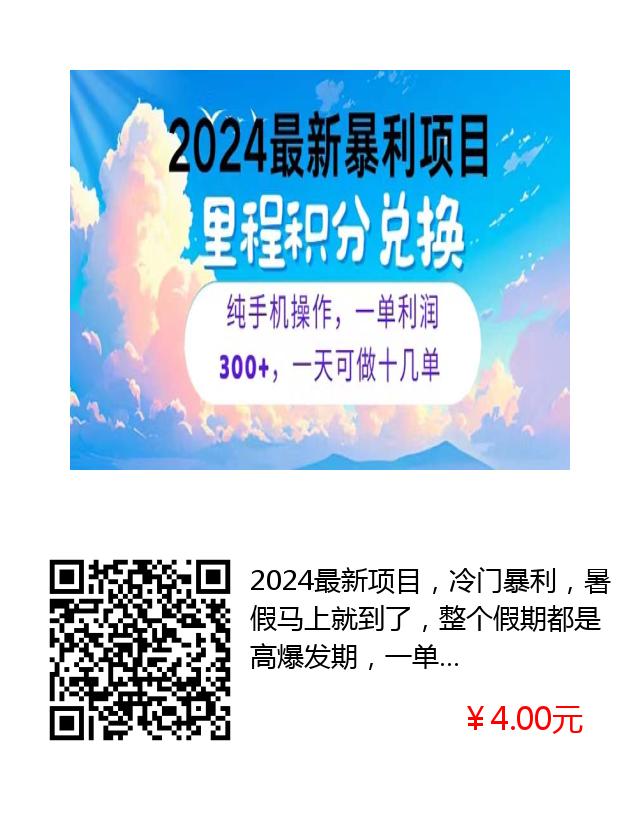 2024最新暴利项目
里程积分兑换
纯手机操作，一单利润
300+，一天可做十几单
2024最新项目，冷门暴利，暑
假马上就到了，整个假期都是
高爆发期，一单...
￥4.00元